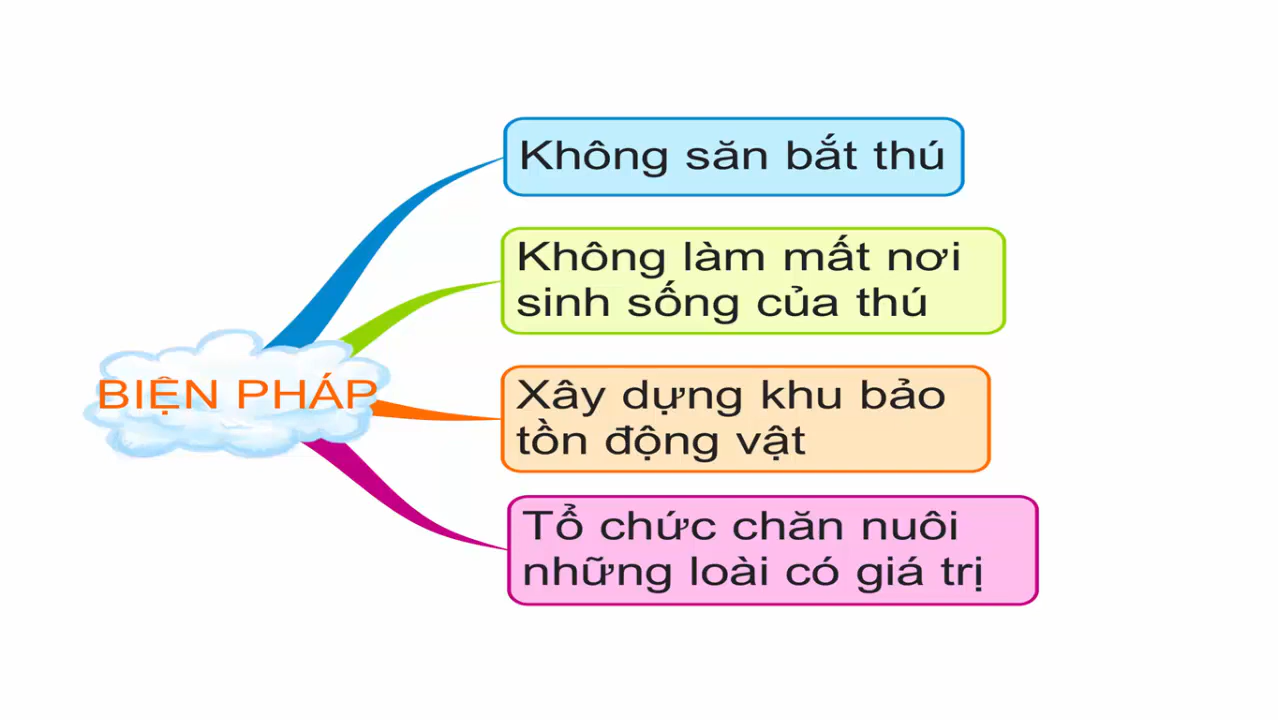 BIỆN PHÁP
Không săn bắt thú
Không làm mất nơi
sinh sống của thú
Xây dựng khu bảo
tồn động vật
Tổ chức chăn nuôi
những loài có giá trị